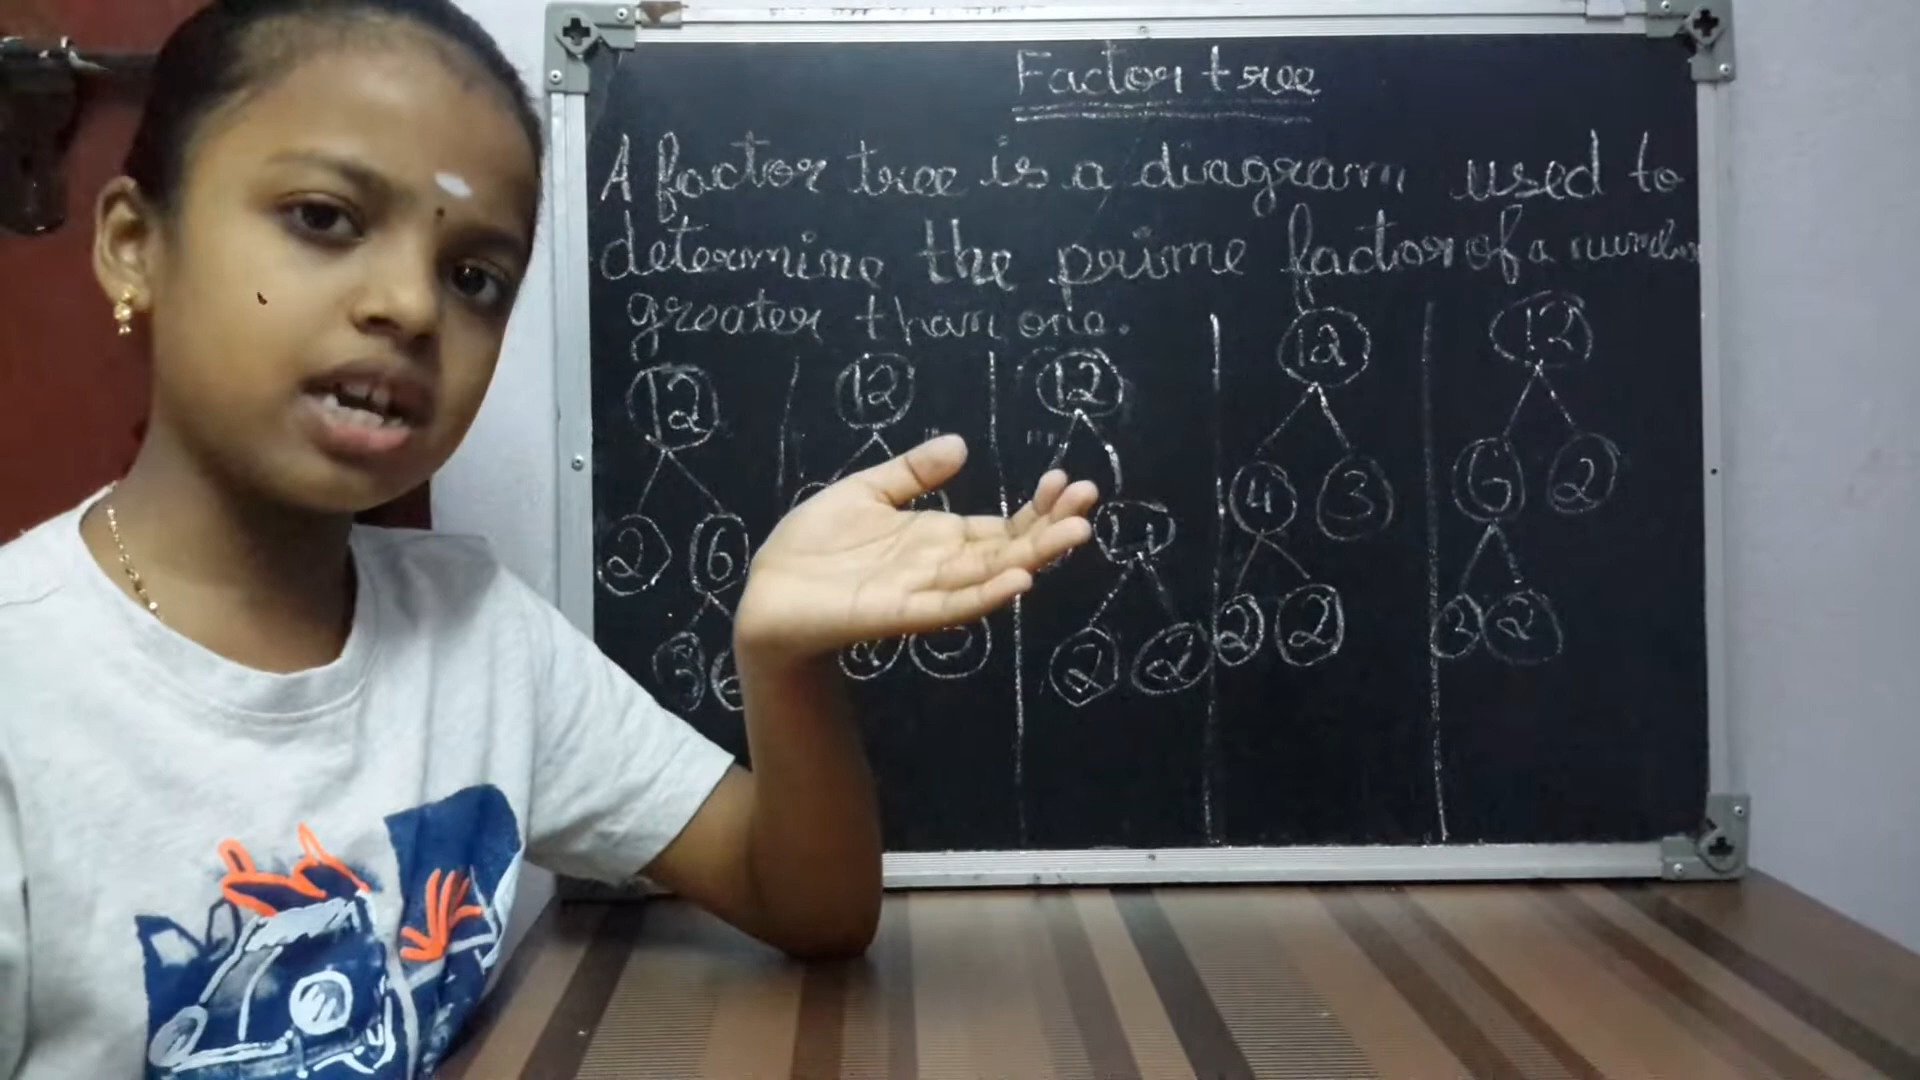 Factor tree
A factor tree is a diagram used to
determine the prime factor of a number
greater than one.
12 12 12 12 12
2 6 4 4 3 6 2
3 2 2 2 2 2 3 2